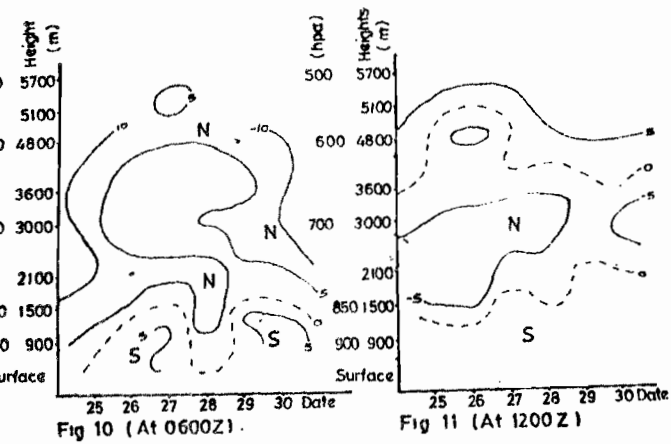 Height (m)
5700
5100
4800
3600
3000
2100
1500
900
Surface
10
5
N
-10
N
N
5
0
5
S
S
5
25 26 27 28 29 30 Date
Fig 10 (At 0600Z).
(hpa)
500
600
700
850
900
Heights (m)
5700
5100
4800
3600
3000
2100
1500
900
Surface
5
0
5
N
-5
0
S
25 26 27 28 29 30 Date
Fig 11 (At 1200Z)